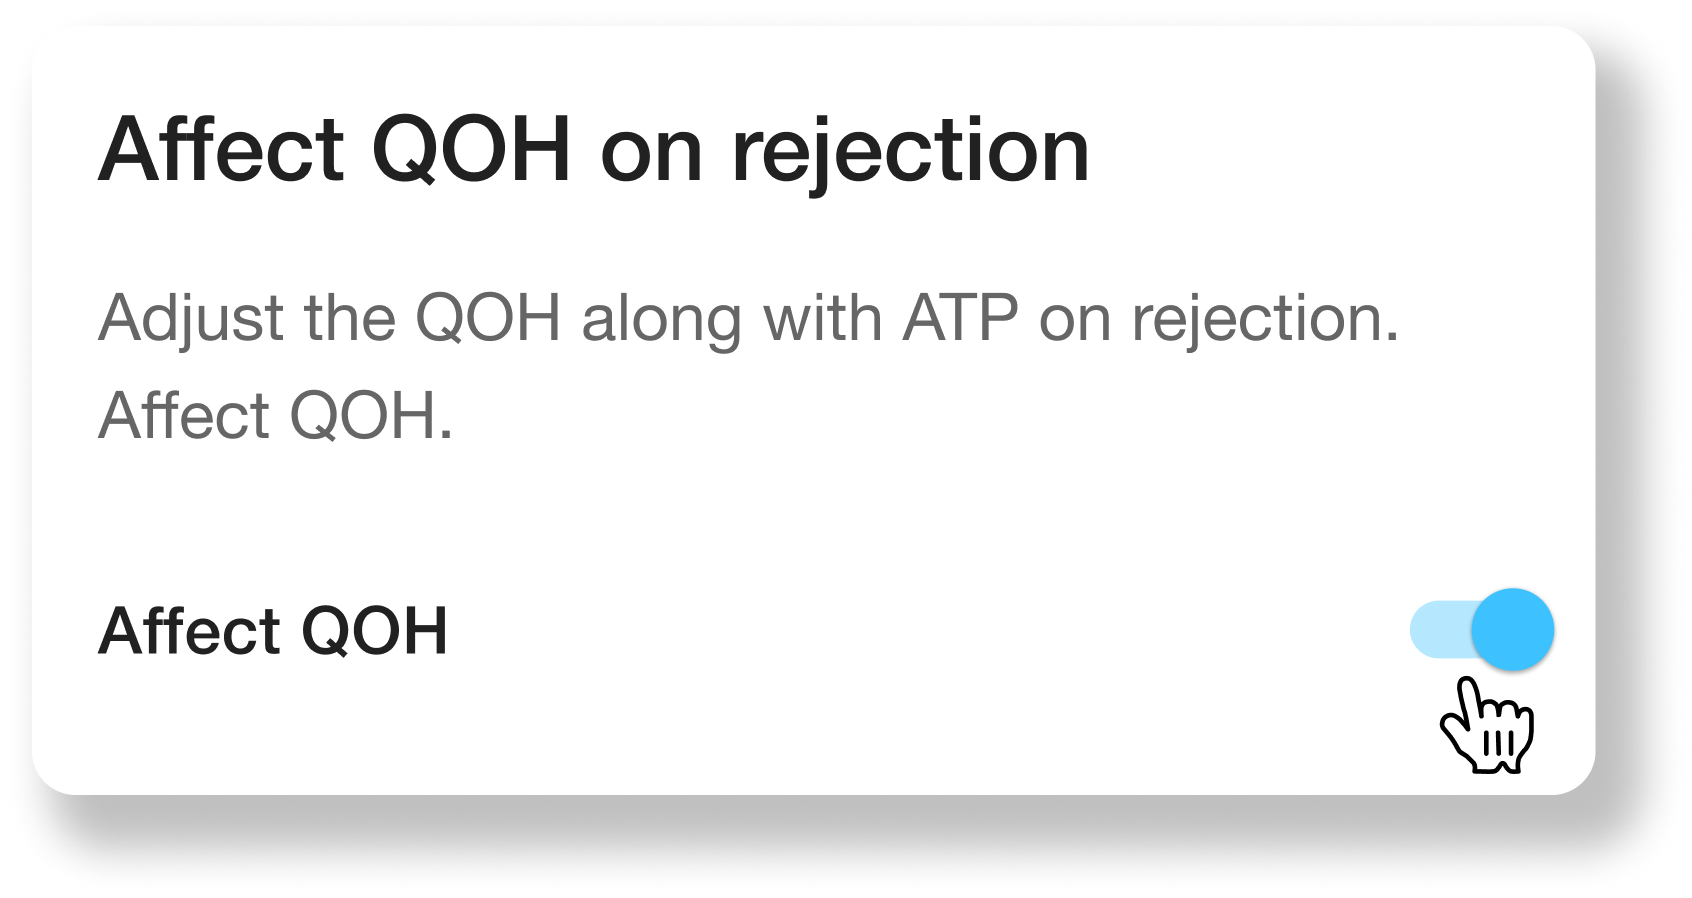 Affect QOH on rejection
Adjust the QOH along with ATP on rejection.
Affect QOH.
Affect QOH